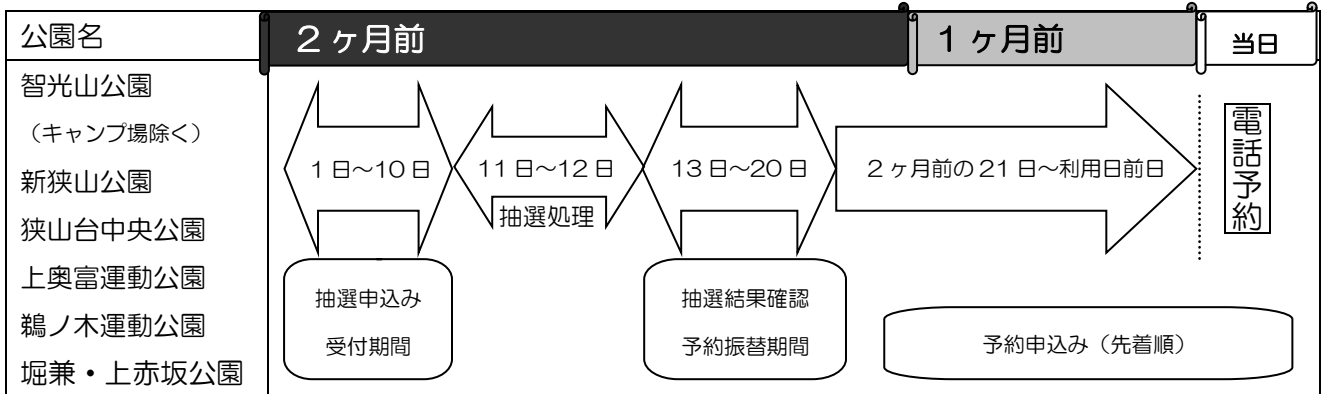 公園名
2ヶ月前
1ヶ月前
当日
智光山公園
（キャンプ場除く）
新狭山公園
狭山台中央公園
上奥富運動公園
鵜ノ木運動公園
堀兼・上赤坂公園
1日～10日
11日～12日
抽選処理
13日～20日
2ヶ月前の21日～利用日前日
電話予約
抽選申込み
受付期間
抽選結果確認
予約振替期間
予約申込み（先着順）